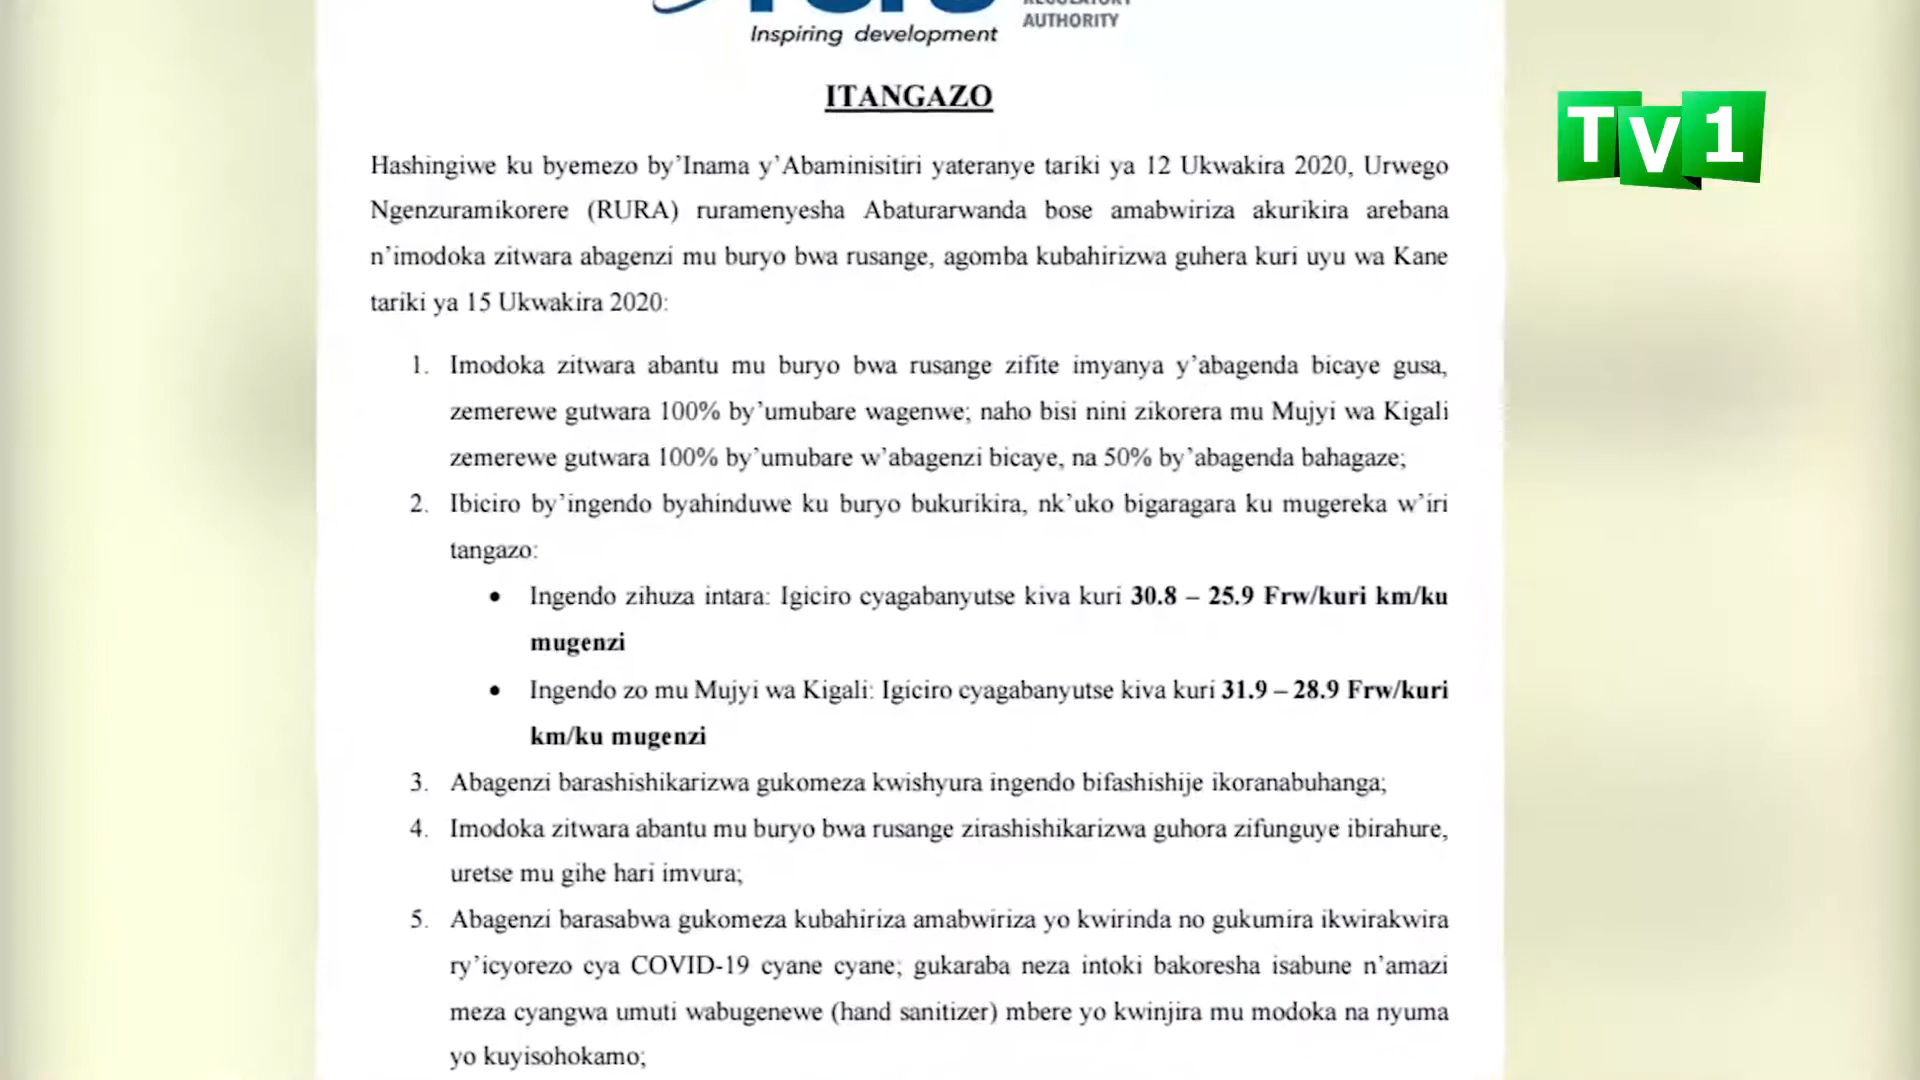 Inspiring development
AUTHORITY
ITANGAZO
TV1
Hashingiwe ku byemezo by’Inama y’Abaminisitiri yateranye tariki ya 12 Ukwakira 2020, Urwego
Ngenzuramikorere (RURA) ruramenyesha Abaturarwanda bose amabwiriza akurikira arebana
n’imodoka zitwara abagenzi mu buryo bwa rusange, agomba kubahirizwa guhera kuri uyu wa Kane
tariki ya 15 Ukwakira 2020:
1. Imodoka zitwara abantu mu buryo bwa rusange zifite imyanya y’abagenda bicaye gusa,
zemerewe gutwara 100% by’umubare wagenwe; naho bisi nini zikorera mu Mujyi wa Kigali
zemerewe gutwara 100% by’umubare w’abagenzi bicaye, na 50% by’abagenda bahagaze;
2. Ibiciro by’ingendo byahinduwe ku buryo bukurikira, nk’uko bigaragara ku mugereka w’iri
tangazo:
• Ingendo zihuza intara: Igiciro cyagabanyutse kiva kuri 30.8 – 25.9 Frw/kuri km/ku
mugenzi
• Ingendo zo mu Mujyi wa Kigali: Igiciro cyagabanyutse kiva kuri 31.9 – 28.9 Frw/kuri
km/ku mugenzi
3. Abagenzi barashishikarizwa gukomeza kwishyura ingendo bifashishije ikoranabuhanga;
4. Imodoka zitwara abantu mu buryo bwa rusange zirashishikarizwa guhora zifunguye ibirahure,
uretse mu gihe hari imvura;
5. Abagenzi barasabwa gukomeza kubahiriza amabwiriza yo kwirinda no gukumira ikwirakwira
ry’icyorezo cya COVID-19 cyane cyane; gukaraba neza intoki bakoresha isabune n’amazi
meza cyangwa umuti wabugenewe (hand sanitizer) mbere yo kwinjira mu modoka na nyuma
yo kuyisohokamo;